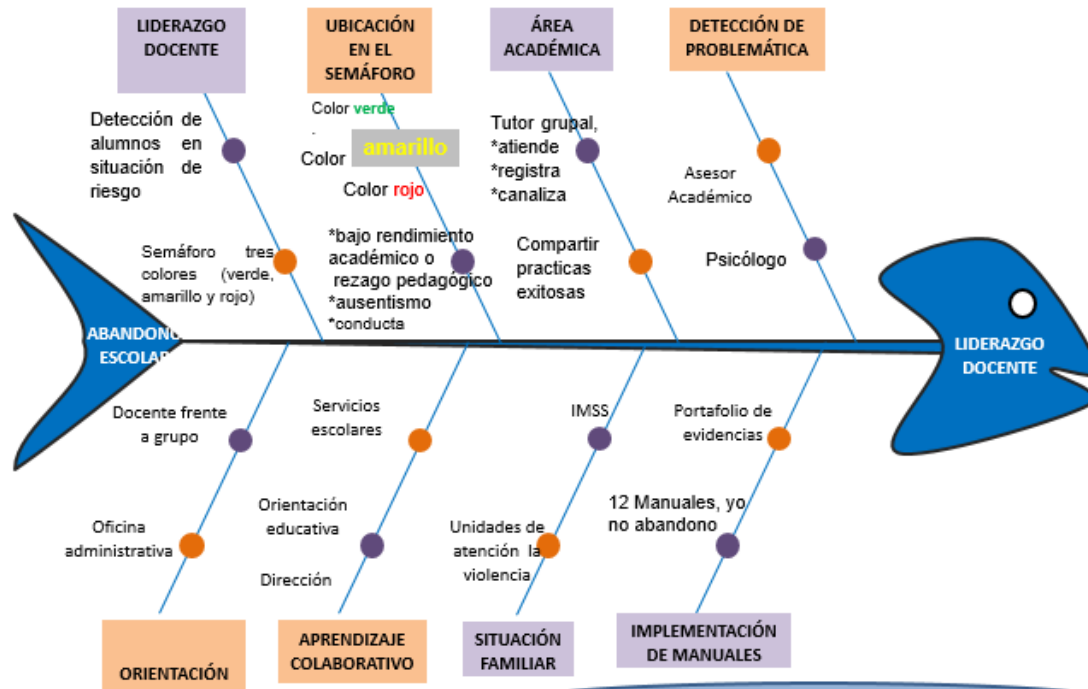 LIDERAZGO
DOCENTE
UBICACIÓN
EN EL
SEMÁFORO
ÁREA
ACADÉMICA
DETECCIÓN DE
PROBLEMÁTICA
Detección de
alumnos en
situación de
riesgo
Semáforo tres
colores (verde,
amarillo y rojo)
Color verde
.
Color amarillo
Color rojo
*bajo rendimiento
académico o
rezago pedagógico
*ausentismo
*conducta
Tutor grupal,
*atiende
*registra
*canaliza
Compartir
practicas
exitosas
Asesor
Académico
Psicólogo
ABANDONO
ESCOLAR
LIDERAZGO
DOCENTE
Docente frente
a grupo
Oficina
administrativa
Servicios
escolares
Orientación
educativa
Dirección
IMSS
Unidades de
atención la
violencia
Portafolio de
evidencias
12 Manuales, yo
no abandono
ORIENTACIÓN
APRENDIZAJE
COLABORATIVO
SITUACIÓN
FAMILIAR
IMPLEMENTACIÓN
DE MANUALES